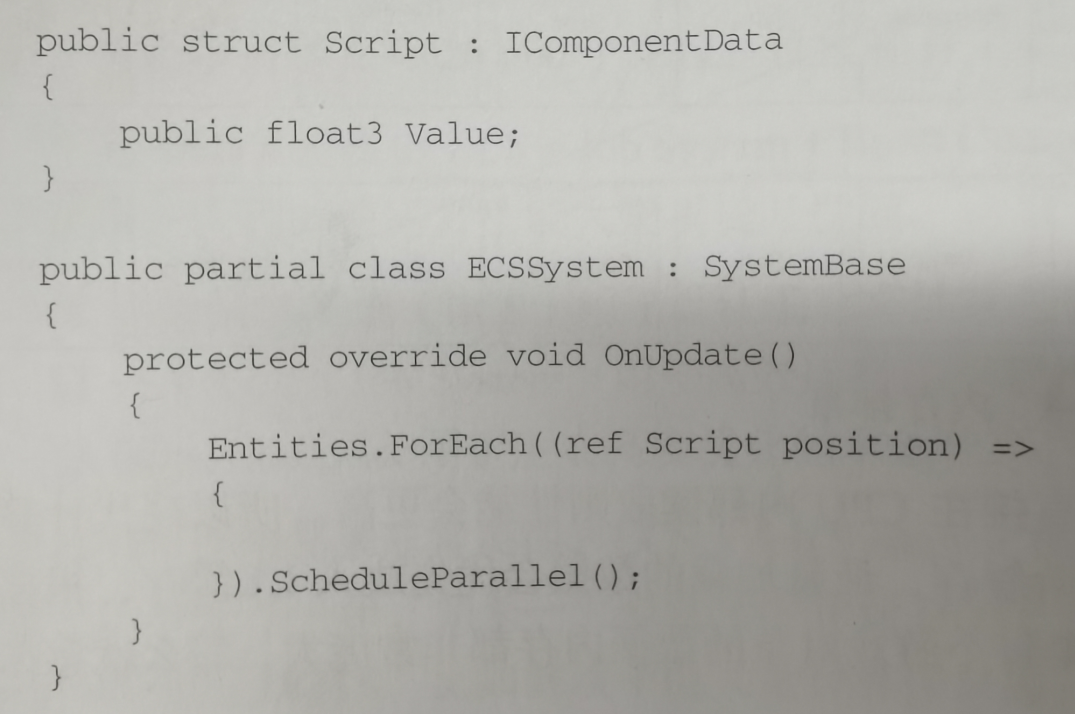 public struct Script : IComponentData
{
    public float3 Value;
}

public partial class ECSSystem : SystemBase
{
    protected override void OnUpdate()
    {
        Entities.ForEach((ref Script position) =>
        {

        }).ScheduleParallel();
    }
}